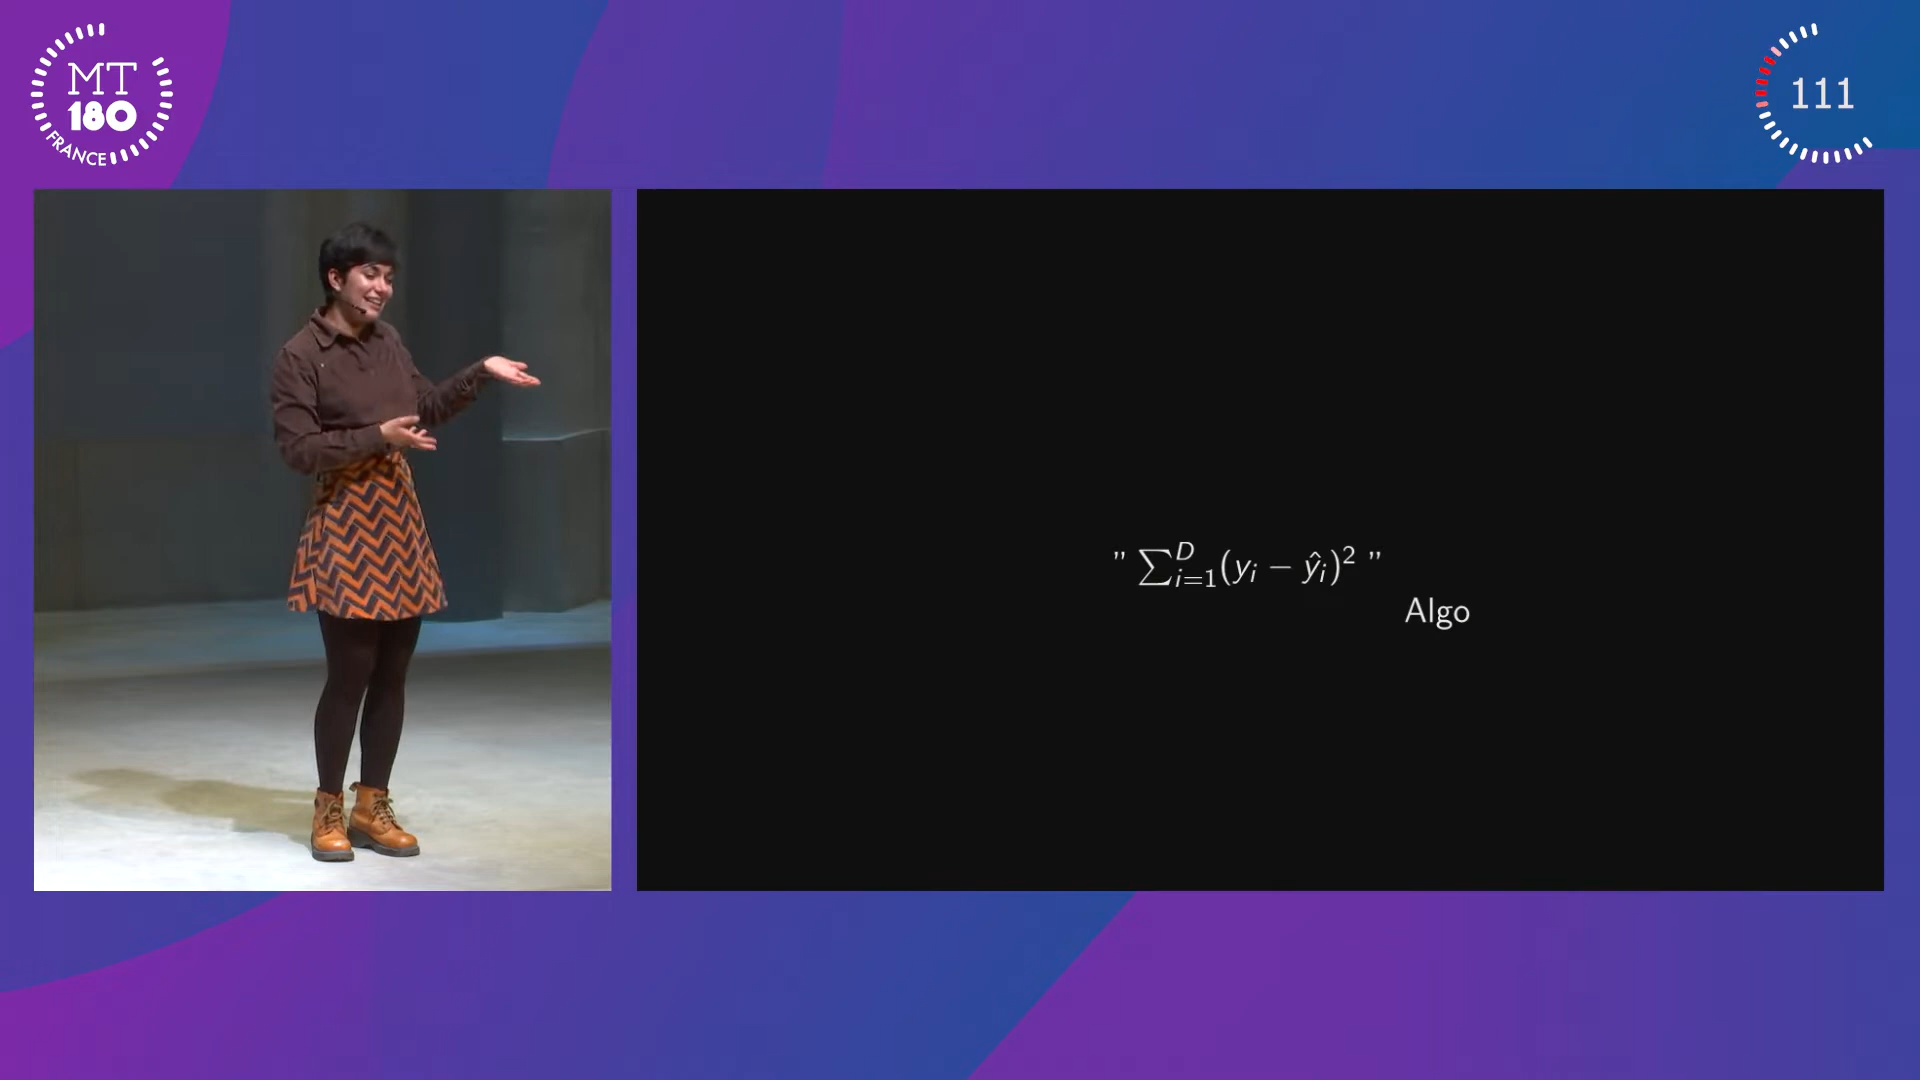 MT
180
FRANCE
111
" ∑_{i=1}^{D}(y_i − ŷ_i)^2 "
Algo